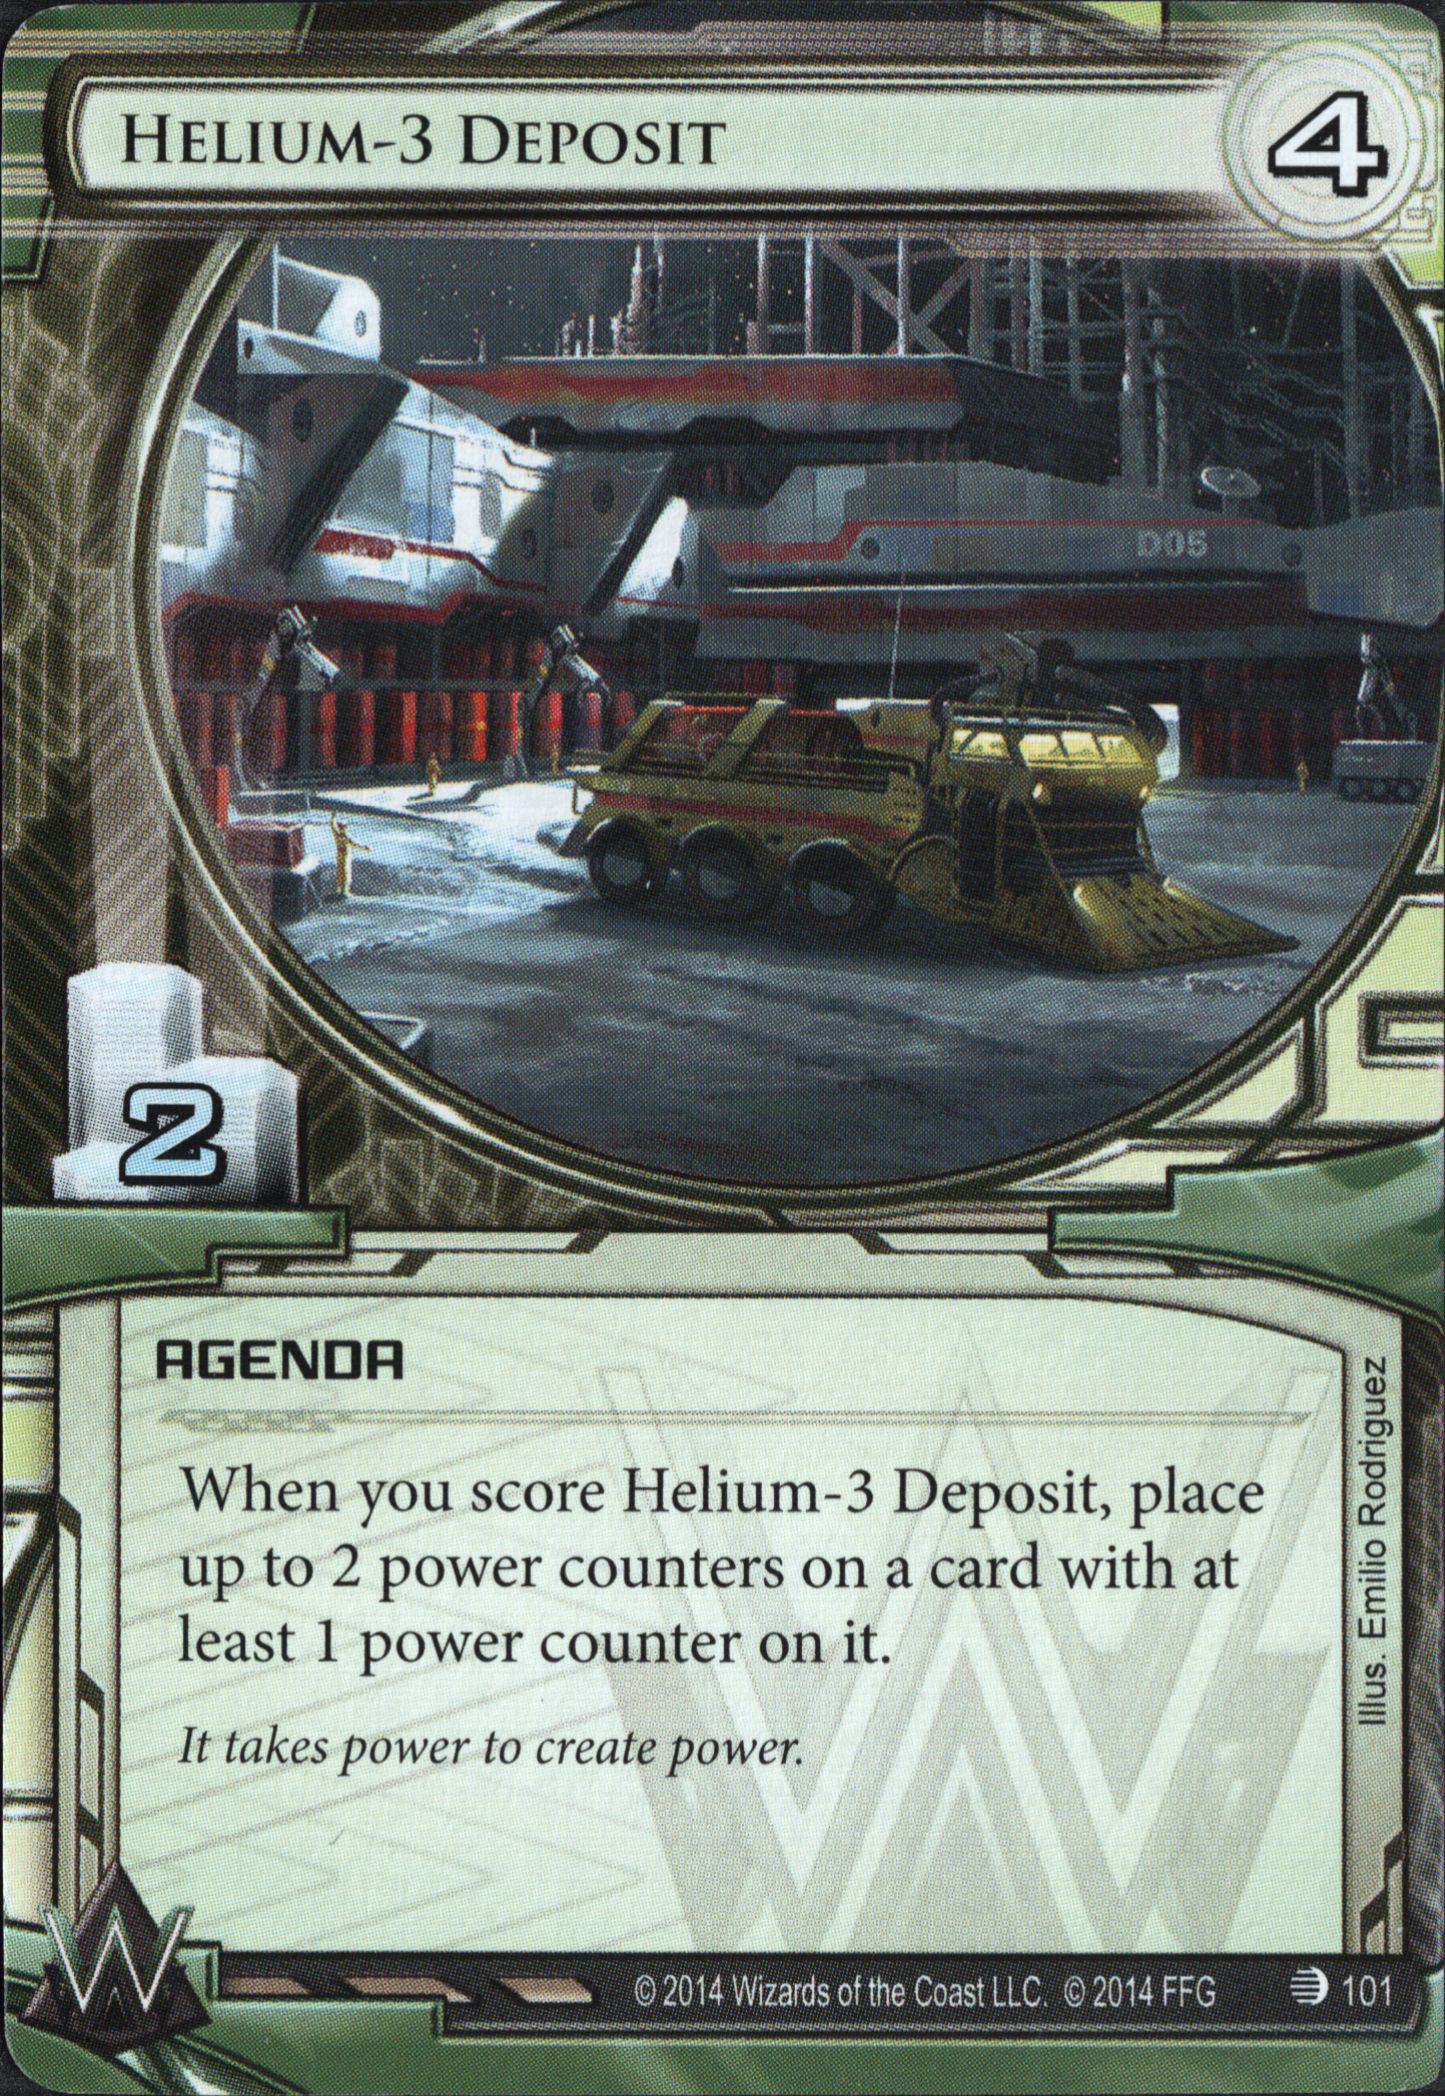 Helium-3 Deposit
4
D05
2
AGENDA
When you score Helium-3 Deposit, place
up to 2 power counters on a card with at
least 1 power counter on it.
It takes power to create power.
Illus. Emilio Rodriguez
W
© 2014 Wizards of the Coast LLC. © 2014 FFG
101